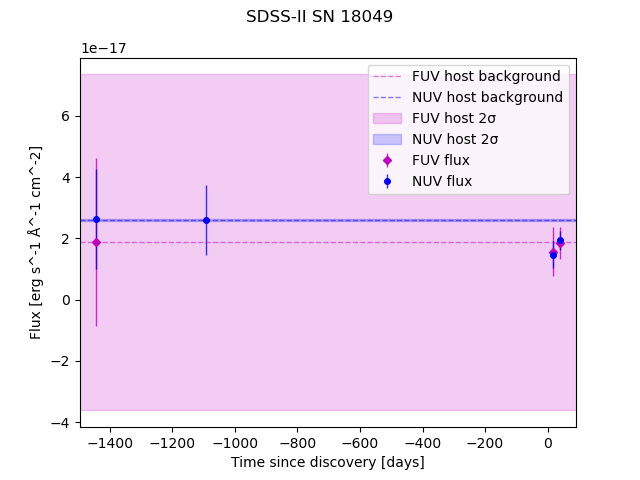 SDSS-II SN 18049
1e−17
FUV host background
NUV host background
FUV host 2σ
NUV host 2σ
FUV flux
NUV flux
6
4
2
0
−2
−4
Flux [erg s^-1 Å^-1 cm^-2]
−1400 −1200 −1000 −800 −600 −400 −200 0
Time since discovery [days]